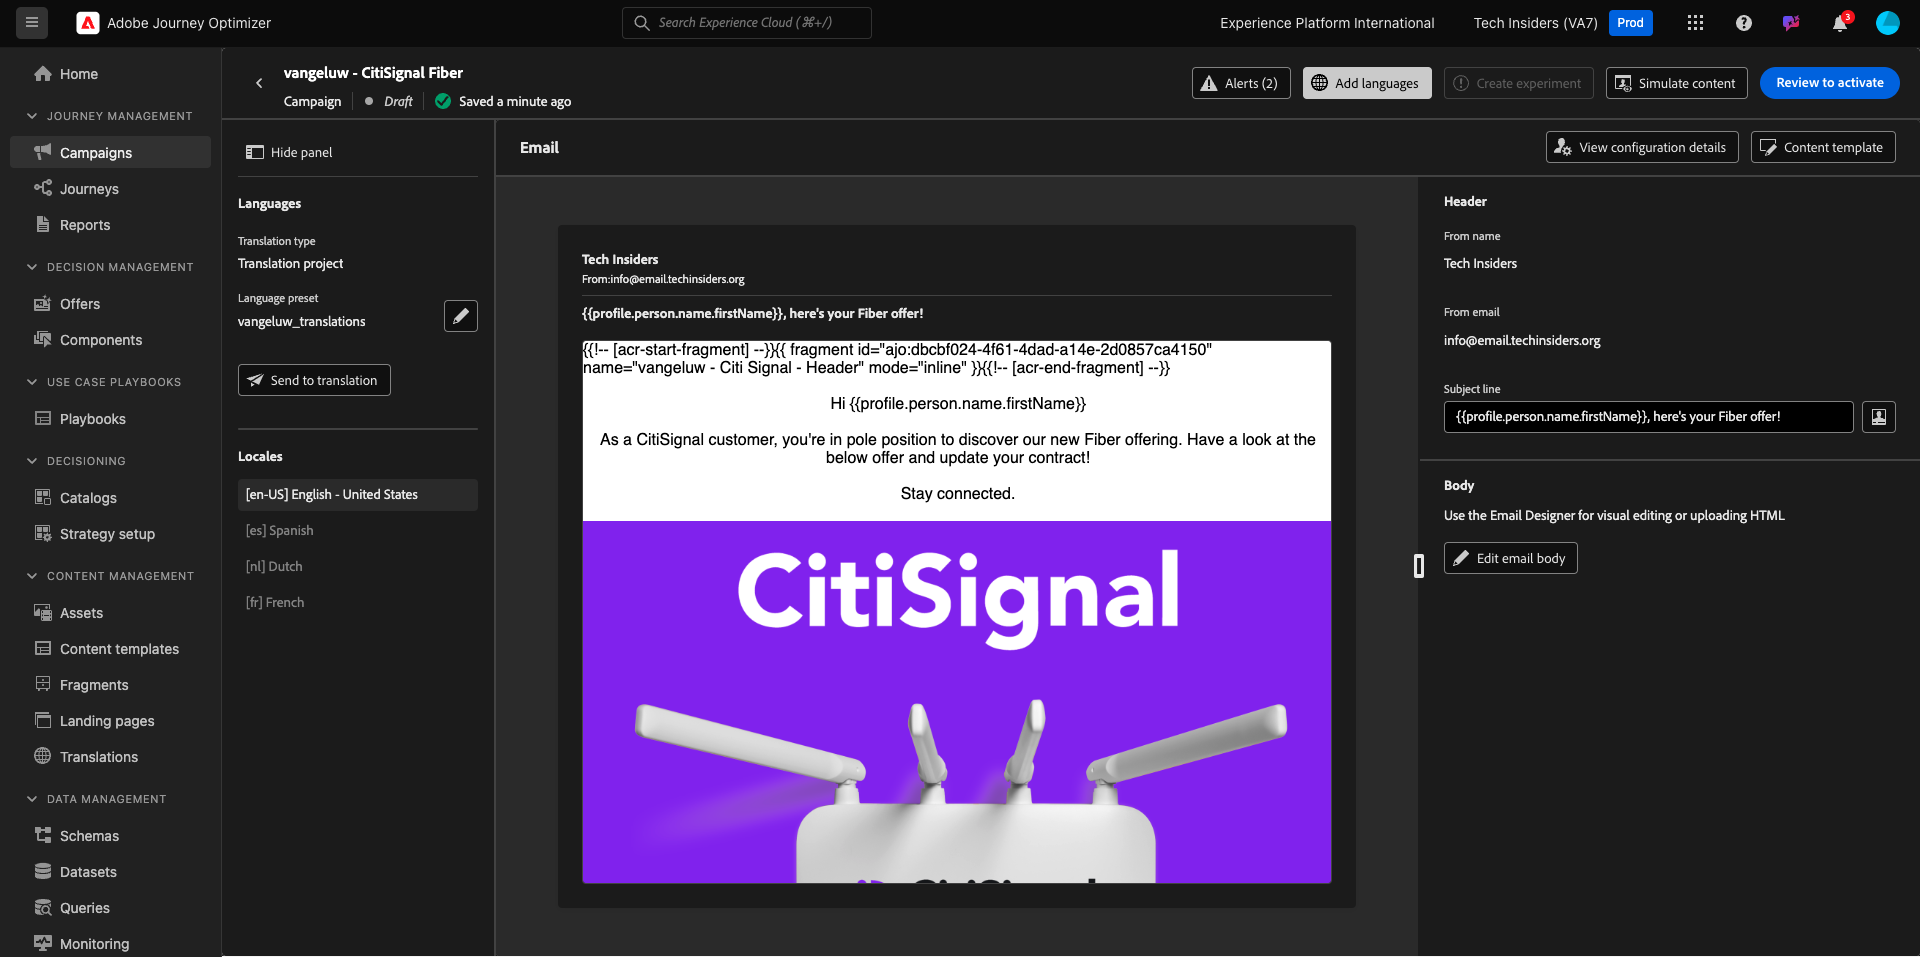 Adobe Journey Optimizer
Search Experience Cloud (⌘+/)
Experience Platform International
Tech Insiders (VA7)
Prod
3
Home
JOURNEY MANAGEMENT
Campaigns
Journeys
Reports
DECISION MANAGEMENT
Offers
Components
USE CASE PLAYBOOKS
Playbooks
DECISIONING
Catalogs
Strategy setup
CONTENT MANAGEMENT
Assets
Content templates
Fragments
Landing pages
Translations
DATA MANAGEMENT
Schemas
Datasets
Queries
Monitoring
vangeluw - CitiSignal Fiber
Campaign
Draft
Saved a minute ago
Alerts (2)
Add languages
Create experiment
Simulate content
Review to activate
Hide panel
Languages
Translation type
Translation project
Language preset
vangeluw_translations
Send to translation
Locales
[en-US] English - United States
[es] Spanish
[nl] Dutch
[fr] French
Email
View configuration details
Content template
Tech Insiders
From:info@email.techinsiders.org
{{profile.person.name.firstName}}, here's your Fiber offer!
{{!-- [acr-start-fragment] --}}{{ fragment id="ajo:dbcbf024-4f61-4dad-a14e-2d0857ca4150"
name="vangeluw - Citi Signal - Header" mode="inline" }}{{!-- [acr-end-fragment] --}}
Hi {{profile.person.name.firstName}}
As a CitiSignal customer, you're in pole position to discover our new Fiber offering. Have a look at the
below offer and update your contract!
Stay connected.
CitiSignal
Header
From name
Tech Insiders
From email
info@email.techinsiders.org
Subject line
{{profile.person.name.firstName}}, here's your Fiber offer!
Body
Use the Email Designer for visual editing or uploading HTML
Edit email body